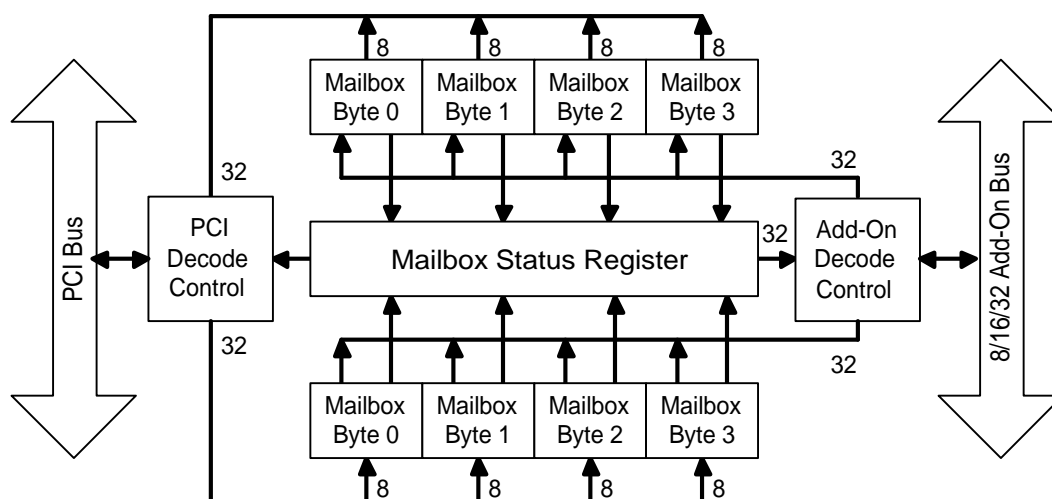 8 8 8 8
Mailbox Byte 0
Mailbox Byte 1
Mailbox Byte 2
Mailbox Byte 3
32
32
PCI Bus
PCI Decode Control
Mailbox Status Register
32
Add-On Decode Control
8/16/32 Add-On Bus
32
32
Mailbox Byte 0
Mailbox Byte 1
Mailbox Byte 2
Mailbox Byte 3
8 8 8 8